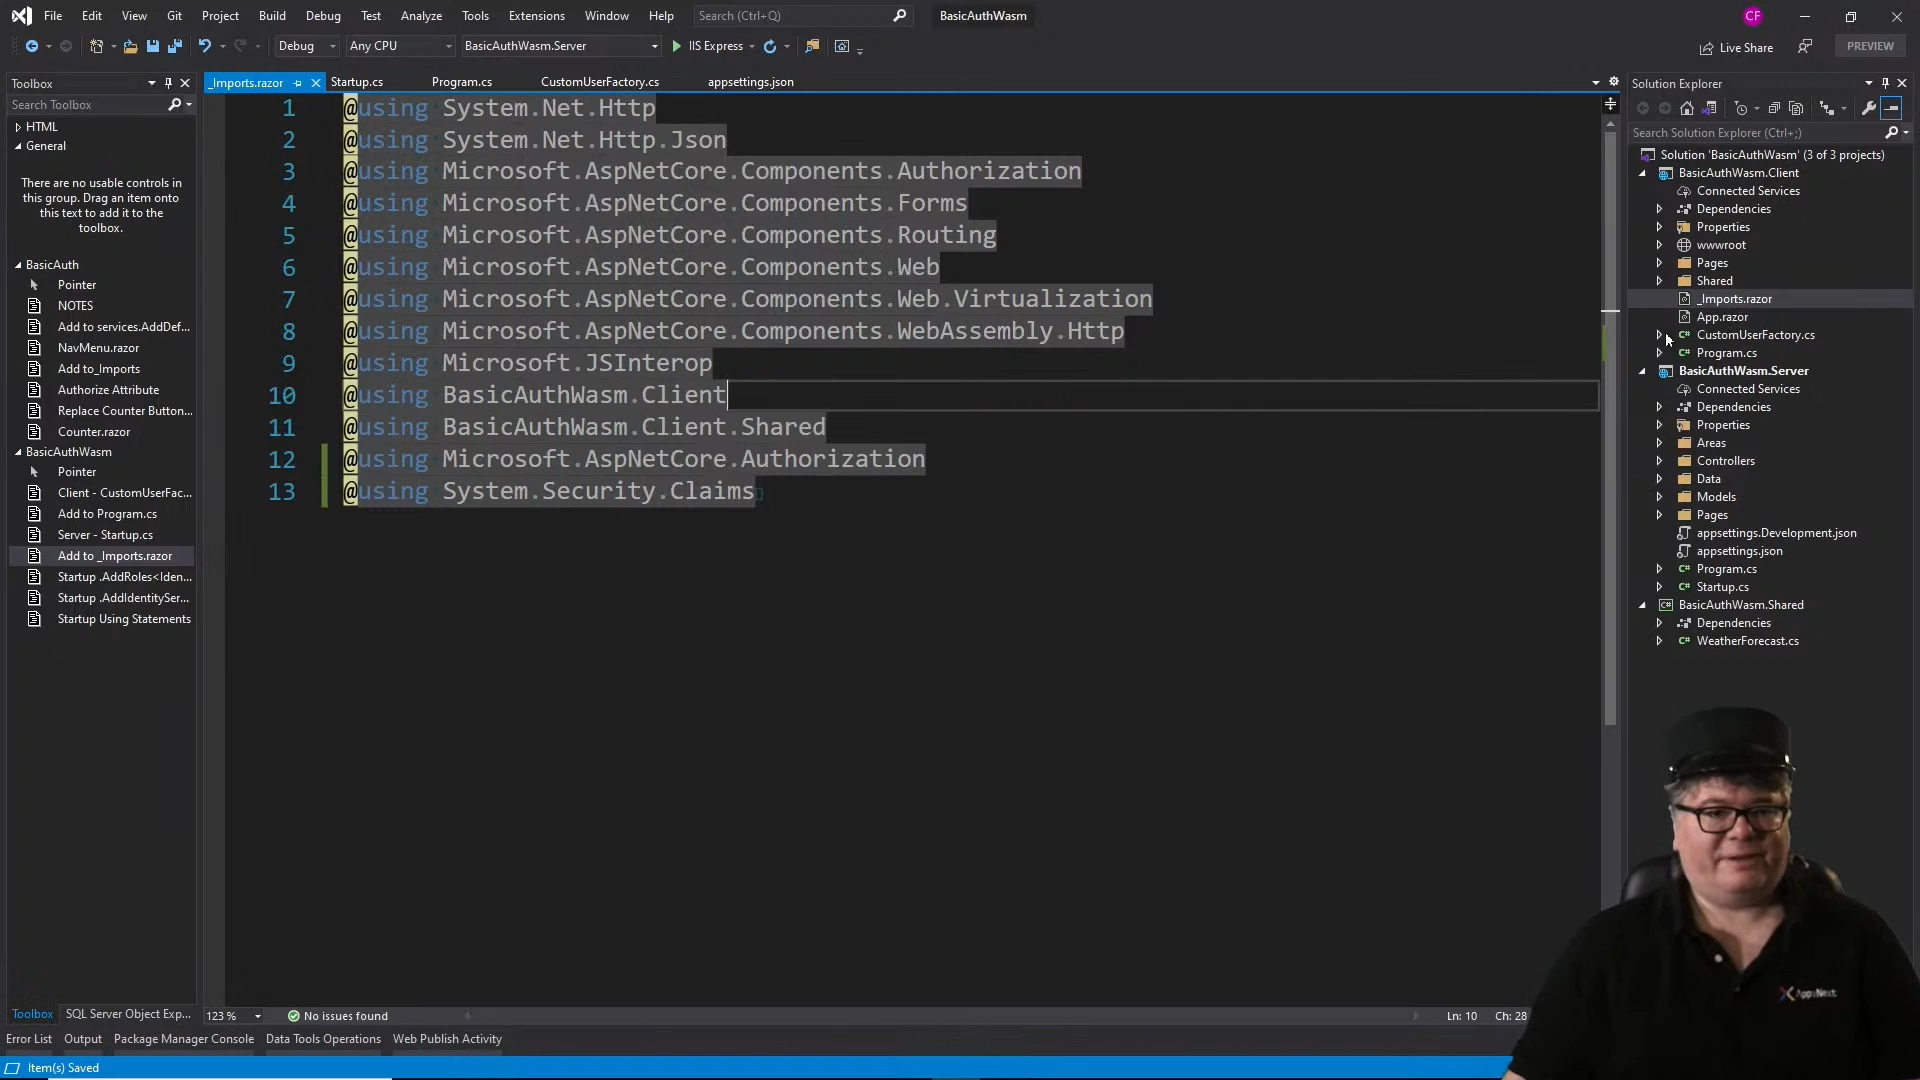 File Edit View Git Project Build Debug Test Analyze Tools Extensions Window Help Search (Ctrl+Q) BasicAuthWasm CF
Debug Any CPU BasicAuthWasm.Server IIS Express Live Share PREVIEW
Toolbox
Search Toolbox
HTML
General
There are no usable controls in
this group. Drag an item onto
this text to add it to the
toolbox.
BasicAuth
Pointer
NOTES
Add to services.AddDef...
NavMenu.razor
Add to_Imports
Authorize Attribute
Replace Counter Button...
Counter.razor
BasicAuthWasm
Pointer
Client - CustomUserFac...
Add to Program.cs
Server - Startup.cs
Add to _Imports.razor
Startup .AddRoles<Iden...
Startup .AddIdentitySer...
Startup Using Statements
Toolbox SQL Server Object Exp...
_Imports.razor Startup.cs Program.cs CustomUserFactory.cs appsettings.json
1 @using System.Net.Http
2 @using System.Net.Http.Json
3 @using Microsoft.AspNetCore.Components.Authorization
4 @using Microsoft.AspNetCore.Components.Forms
5 @using Microsoft.AspNetCore.Components.Routing
6 @using Microsoft.AspNetCore.Components.Web
7 @using Microsoft.AspNetCore.Components.Web.Virtualization
8 @using Microsoft.AspNetCore.Components.WebAssembly.Http
9 @using Microsoft.JSInterop
10 @using BasicAuthWasm.Client
11 @using BasicAuthWasm.Client.Shared
12 @using Microsoft.AspNetCore.Authorization
13 @using System.Security.Claims
123 % No issues found Ln: 10 Ch: 28
Solution Explorer
Search Solution Explorer (Ctrl+;)
Solution 'BasicAuthWasm' (3 of 3 projects)
BasicAuthWasm.Client
Connected Services
Dependencies
Properties
wwwroot
Pages
Shared
_Imports.razor
App.razor
CustomUserFactory.cs
Program.cs
BasicAuthWasm.Server
Connected Services
Dependencies
Properties
Areas
Controllers
Data
Models
Pages
appsettings.Development.json
appsettings.json
Program.cs
Startup.cs
BasicAuthWasm.Shared
Dependencies
WeatherForecast.cs
AppvNext
Error List Output Package Manager Console Data Tools Operations Web Publish Activity
Item(s) Saved